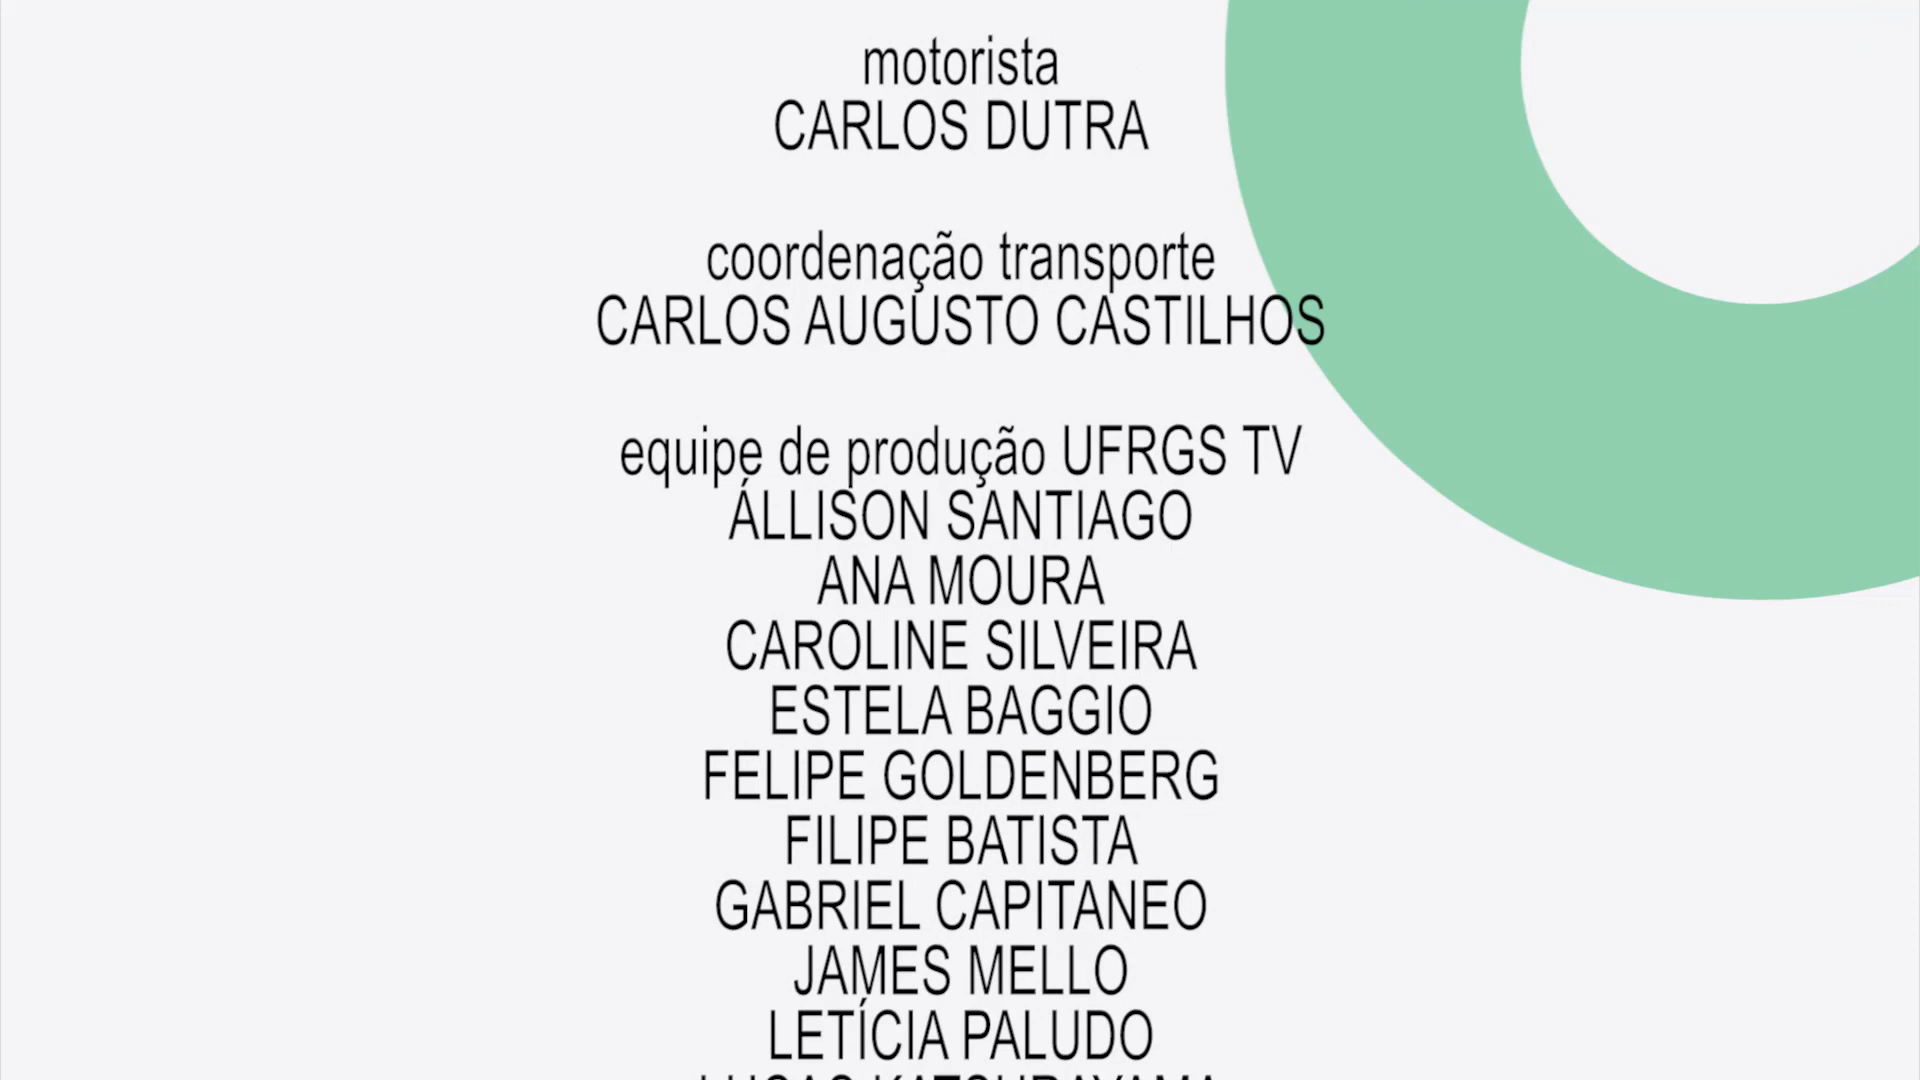 motorista
CARLOS DUTRA
coordenação transporte
CARLOS AUGUSTO CASTILHOS
equipe de produção UFRGS TV
ÁLLISON SANTIAGO
ANA MOURA
CAROLINE SILVEIRA
ESTELA BAGGIO
FELIPE GOLDENBERG
FILIPE BATISTA
GABRIEL CAPITANEO
JAMES MELLO
LETÍCIA PALUDO